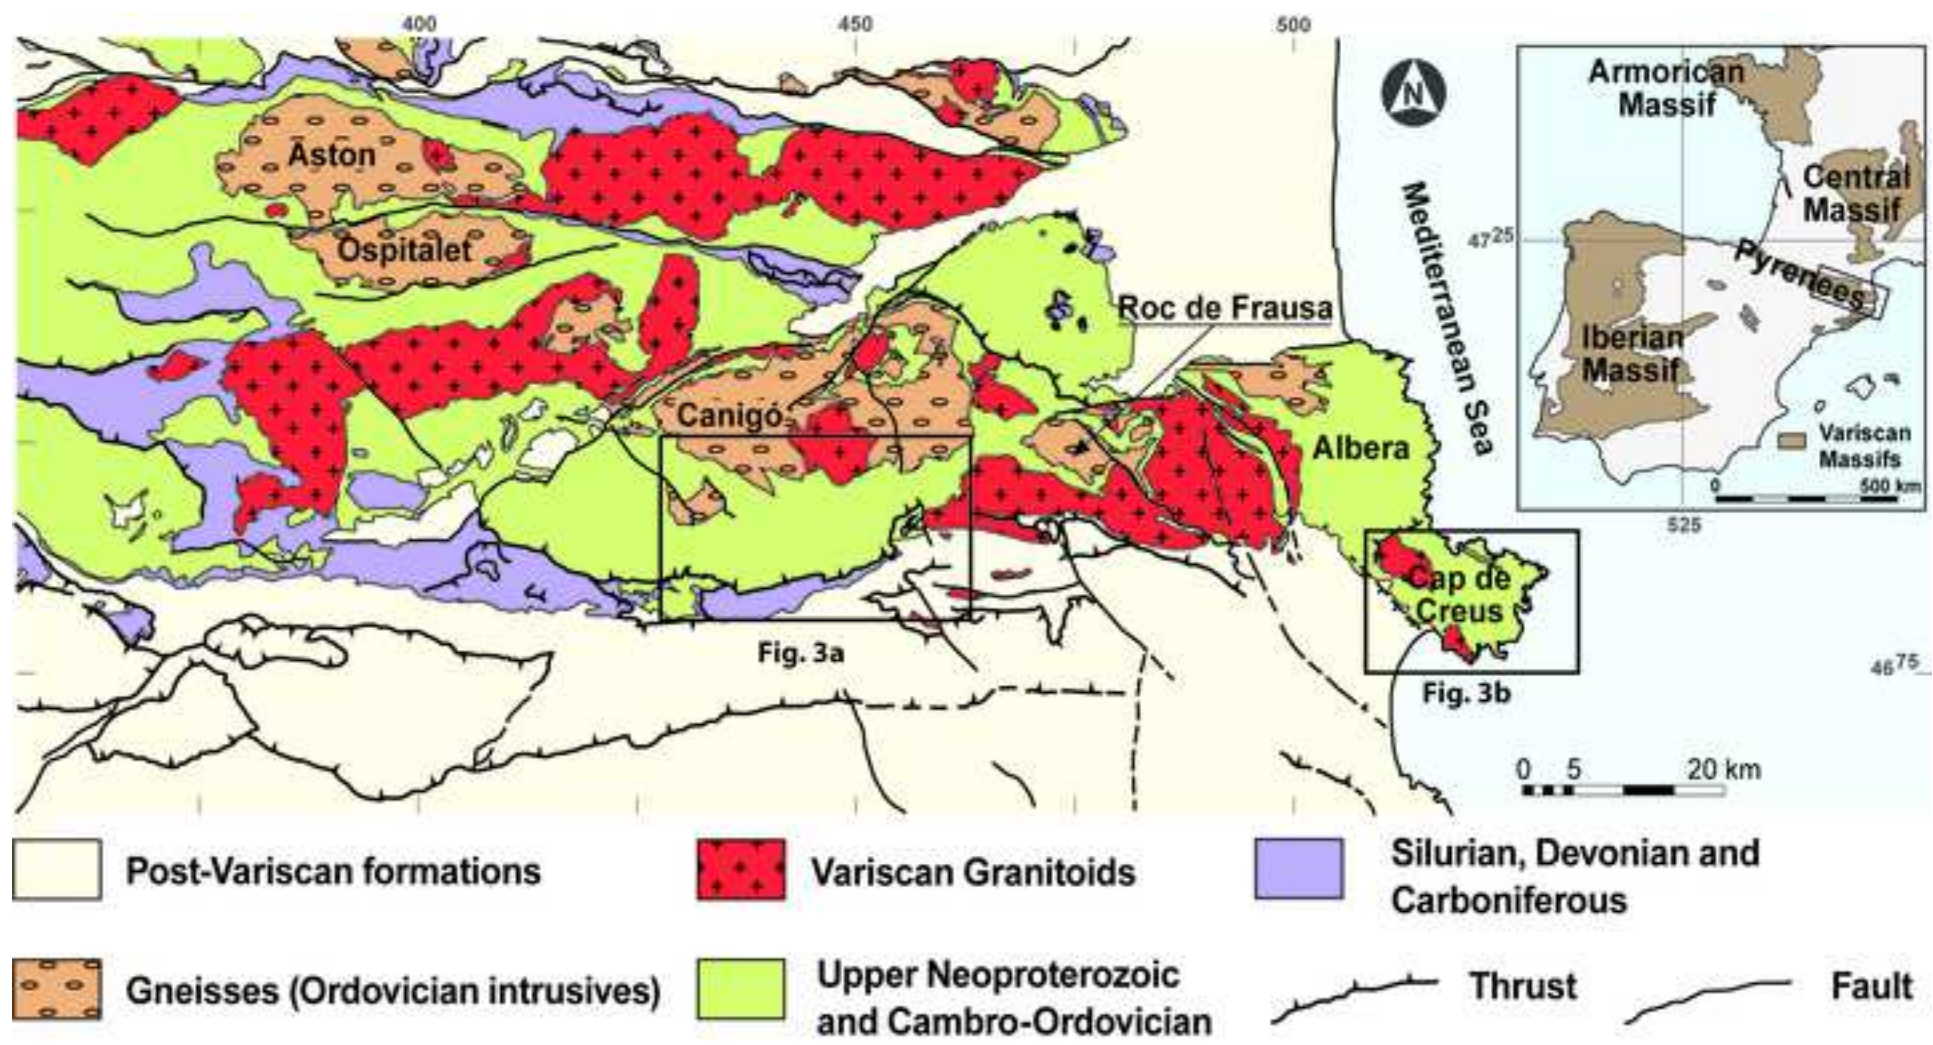 400
450
500
N
Armorican
Massif
Central
Massif
4725
Pyrenees
Iberian
Massif
Variscan
Massifs
0 500 km
525
Mediterranean Sea
Aston
Ospitalet
Roc de Frausa
Canigó
Albera
Cap de
Creus
Fig. 3a
Fig. 3b
4675
0 5 20 km
Post-Variscan formations
Variscan Granitoids
Silurian, Devonian and
Carboniferous
Gneisses (Ordovician intrusives)
Upper Neoproterozoic
and Cambro-Ordovician
Thrust
Fault